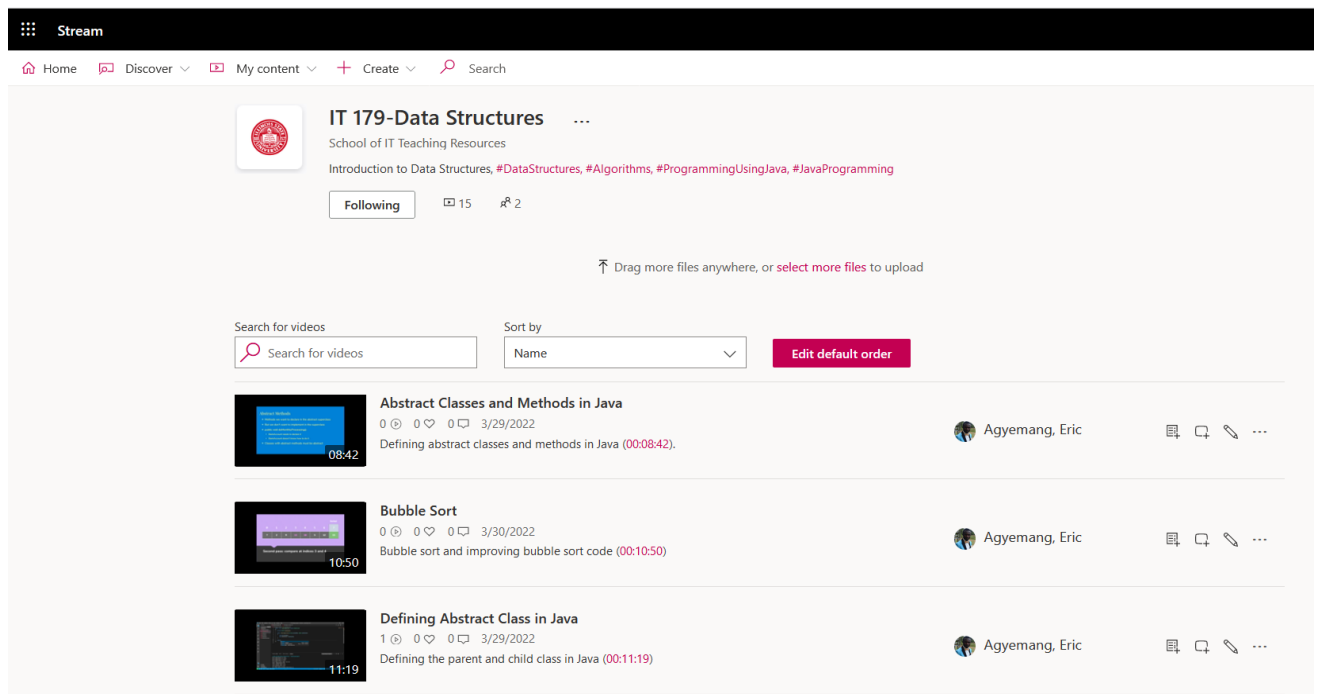 Stream
Home Discover My content Create Search
IT 179-Data Structures ...
School of IT Teaching Resources
Introduction to Data Structures, #DataStructures, #Algorithms, #ProgrammingUsingJava, #JavaProgramming
Following 15 2
Drag more files anywhere, or select more files to upload
Search for videos Sort by
Search for videos Name Edit default order
Abstract Classes and Methods in Java
0 0 0 3/29/2022
Agyemang, Eric
Defining abstract classes and methods in Java (00:08:42).
08:42
Bubble Sort
0 0 0 3/30/2022
Agyemang, Eric
Bubble sort and improving bubble sort code (00:10:50)
10:50
Defining Abstract Class in Java
1 0 0 3/29/2022
Agyemang, Eric
Defining the parent and child class in Java (00:11:19)
11:19